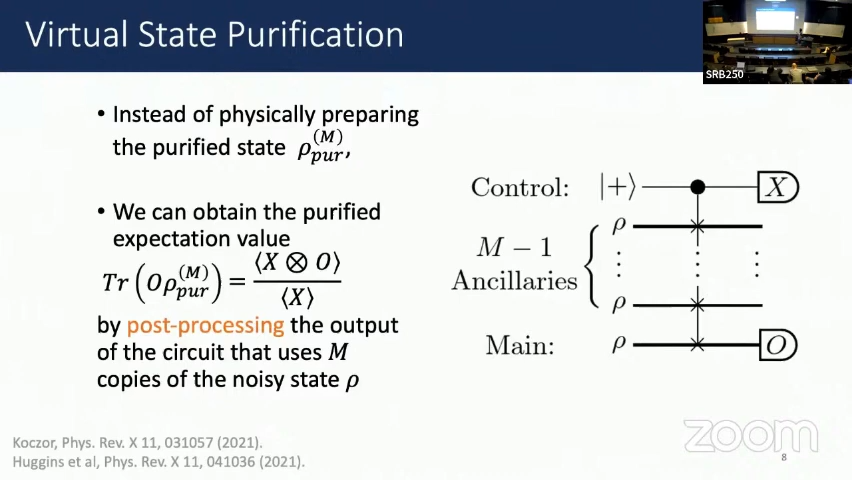 Virtual State Purification
SRB250
• Instead of physically preparing
the purified state ρ_pur^(M),
• We can obtain the purified
expectation value
Tr(Oρ_pur^(M)) = ⟨X ⊗ O⟩ / ⟨X⟩
by post-processing the output
of the circuit that uses M
copies of the noisy state ρ
Control: |+⟩ X
M − 1
Ancillaries
ρ
⋮ ⋮ ⋮
ρ
Main: ρ O
Koczor, Phys. Rev. X 11, 031057 (2021).
Huggins et al, Phys. Rev. X 11, 041036 (2021).
zoom
8